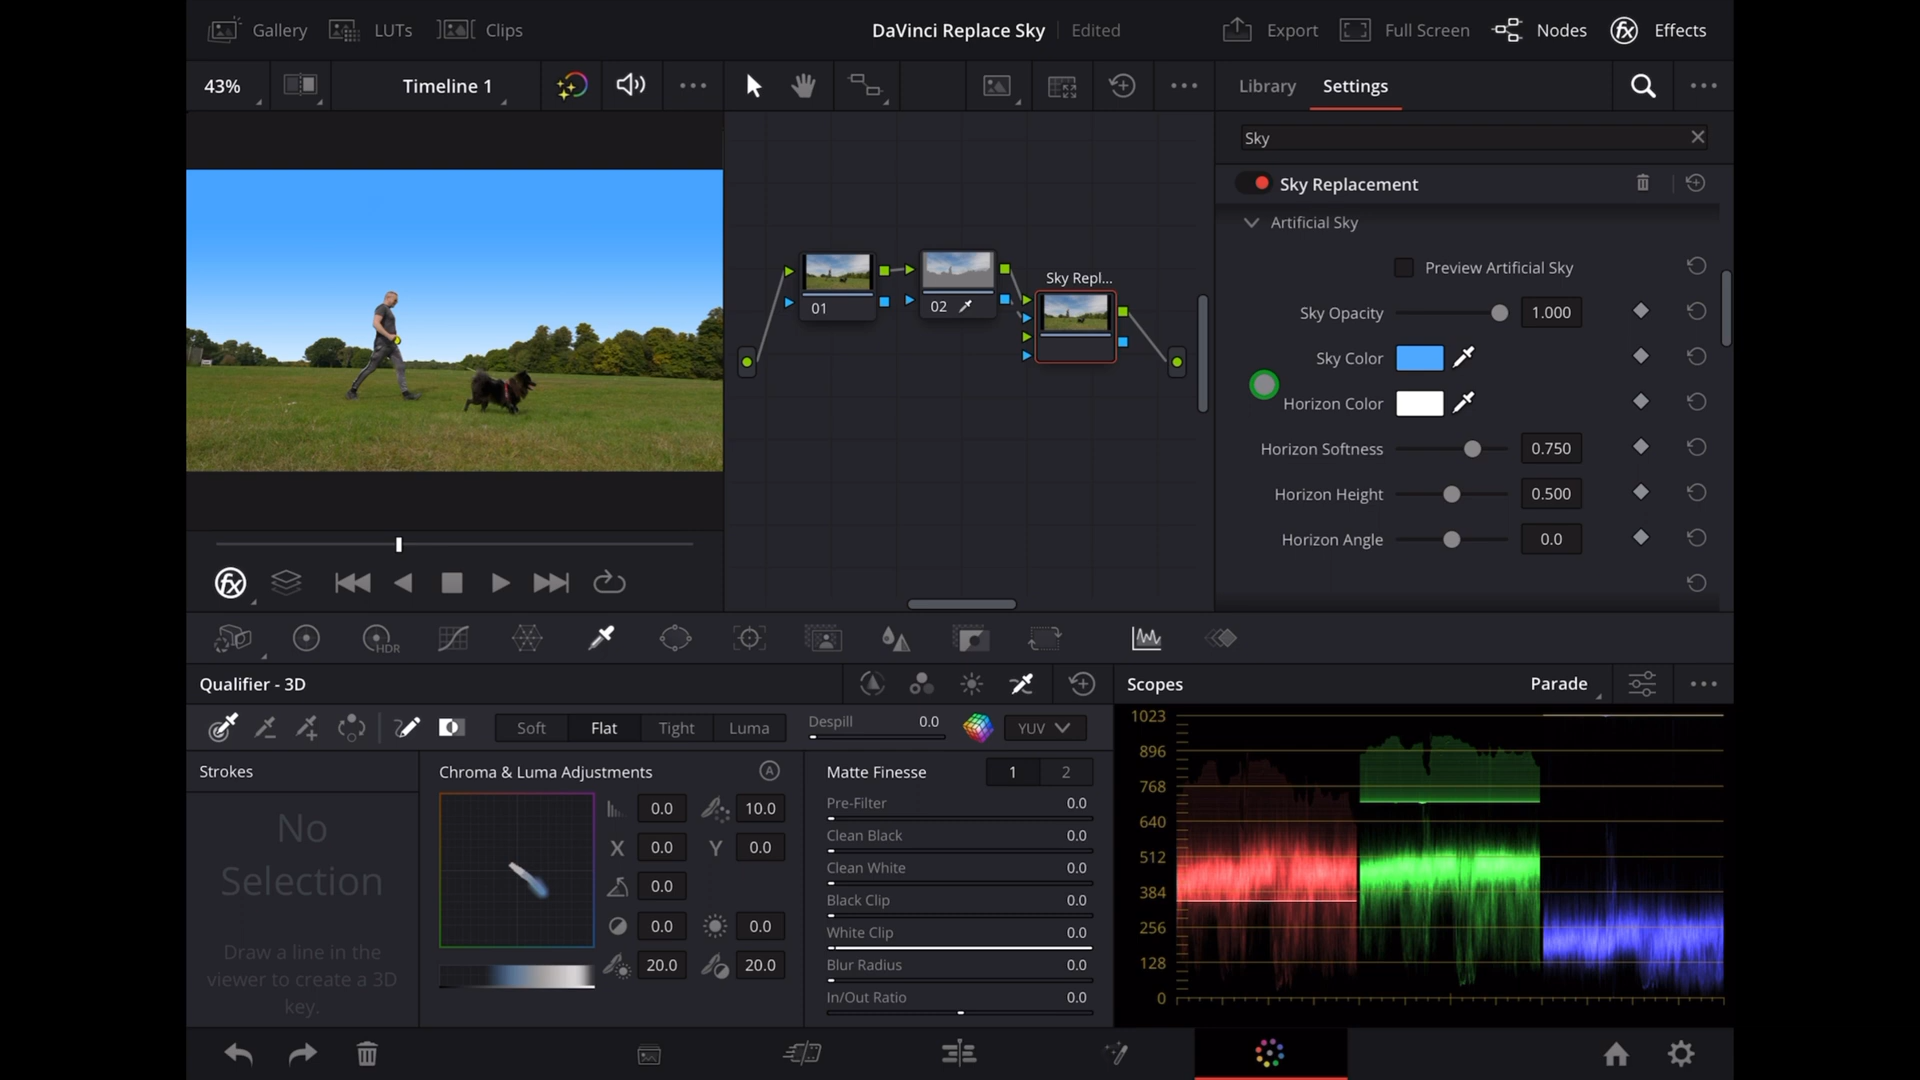 Gallery LUTs Clips DaVinci Replace Sky Edited Export Full Screen Nodes Effects
43% Timeline 1 Library Settings
Sky
Sky Replacement
Artificial Sky
Preview Artificial Sky
Sky Opacity 1.000
Sky Color
Horizon Color
Horizon Softness 0.750
Horizon Height 0.500
Horizon Angle 0.0
Sky Repl...
01
02
HDR
Qualifier - 3D
Scopes Parade
Soft Flat Tight Luma Despill 0.0 YUV
Strokes
No
Selection
Draw a line in the
viewer to create a 3D
key.
Chroma & Luma Adjustments A
0.0 10.0
X 0.0 Y 0.0
0.0
0.0 0.0
20.0 20.0
Matte Finesse 1 2
Pre-Filter 0.0
Clean Black 0.0
Clean White 0.0
Black Clip 0.0
White Clip 0.0
Blur Radius 0.0
In/Out Ratio 0.0
1023
896
768
640
512
384
256
128
0